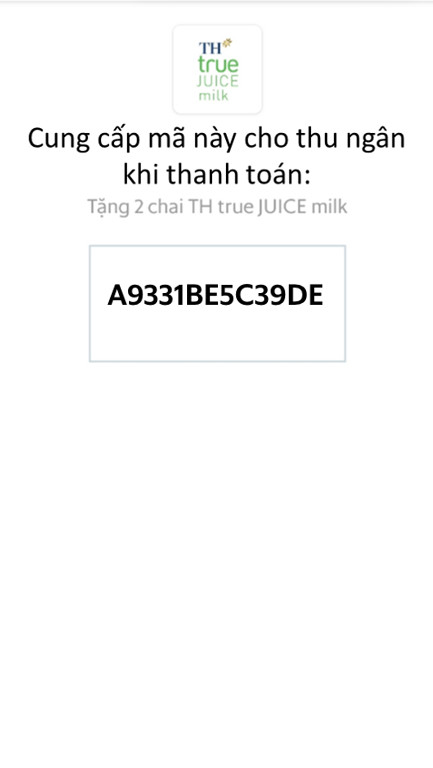 TH
true
JUICE
milk
Cung cấp mã này cho thu ngân
khi thanh toán:
Tặng 2 chai TH true JUICE milk
A9331BE5C39DE